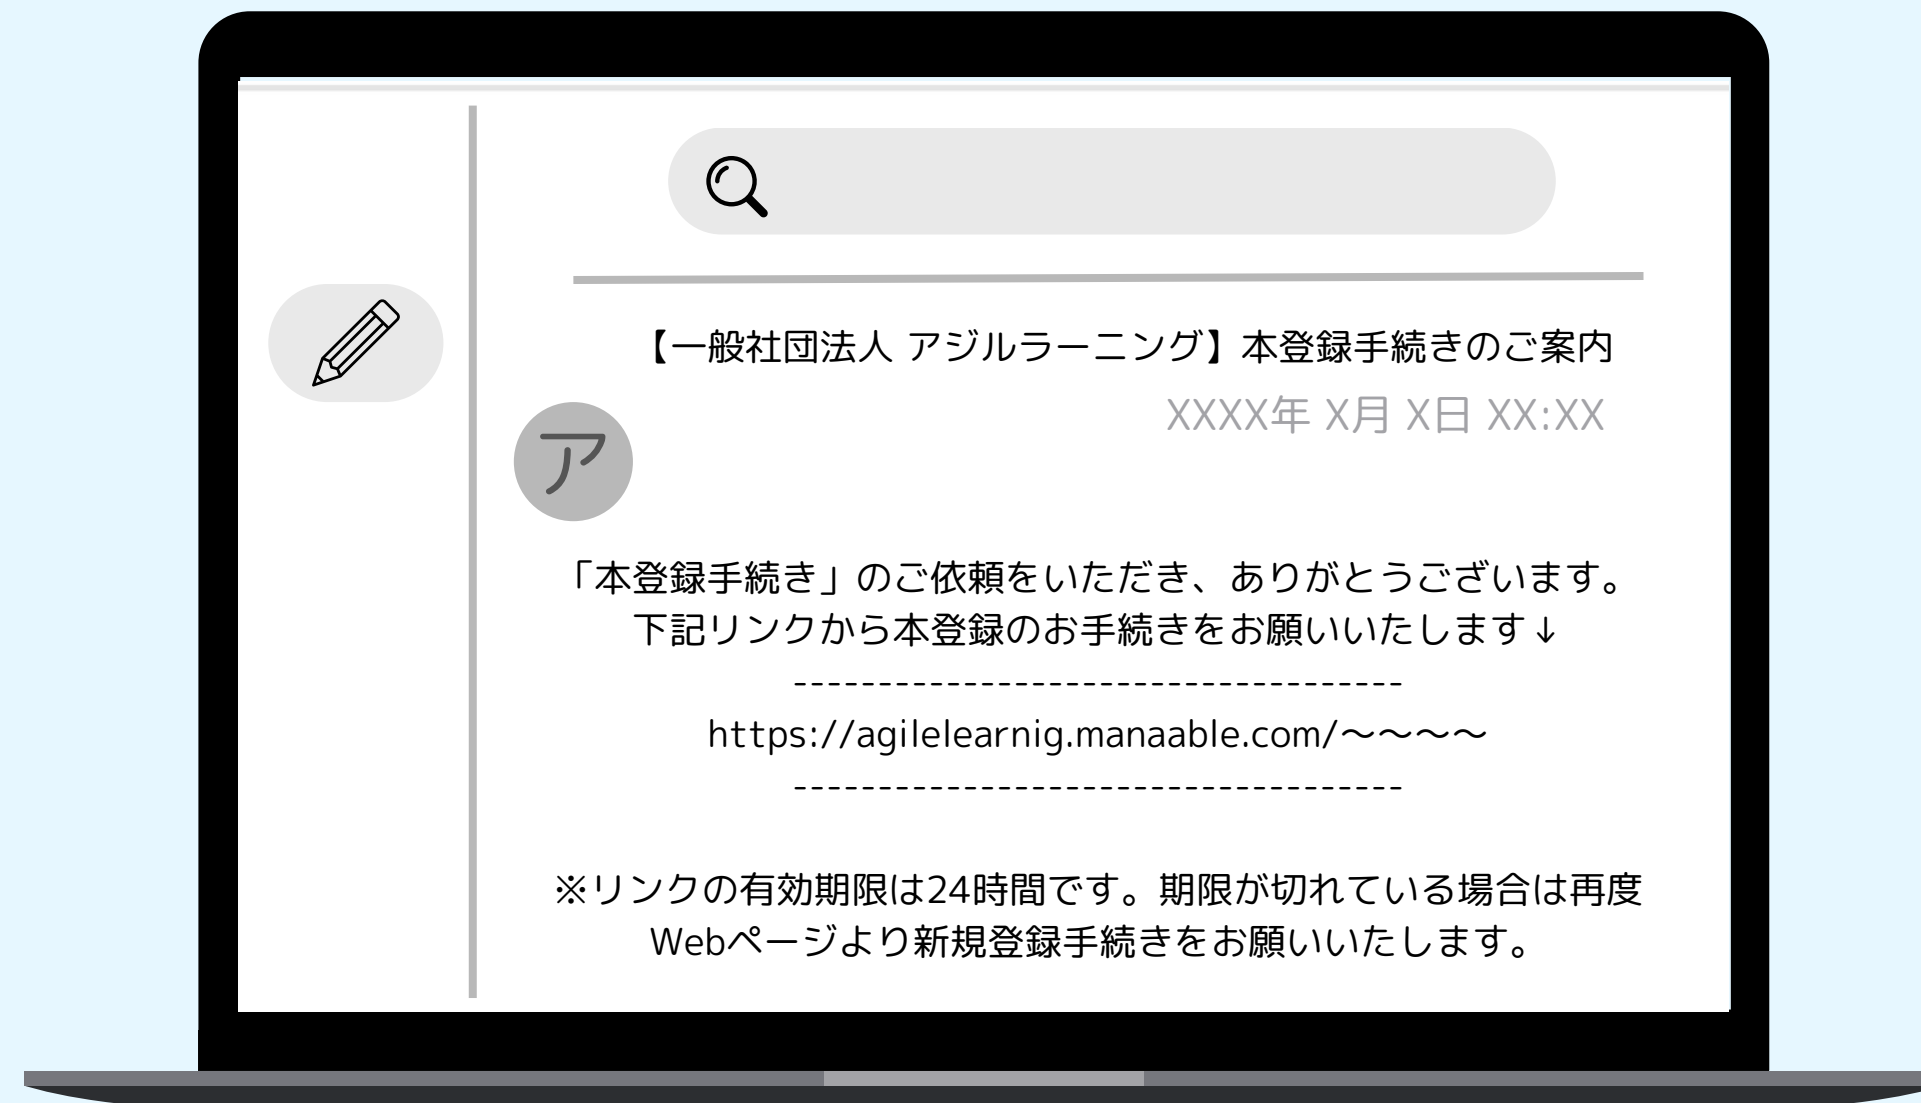 【一般社団法人 アジルラーニング】本登録手続きのご案内
XXXX年 X月 X日 XX:XX
ア
「本登録手続き」のご依頼をいただき、ありがとうございます。
下記リンクから本登録のお手続きをお願いいたします↓
------------------------------------
https://agilelearnig.manaable.com/〜〜〜〜
------------------------------------
※リンクの有効期限は24時間です。期限が切れている場合は再度
Webページより新規登録手続きをお願いいたします。